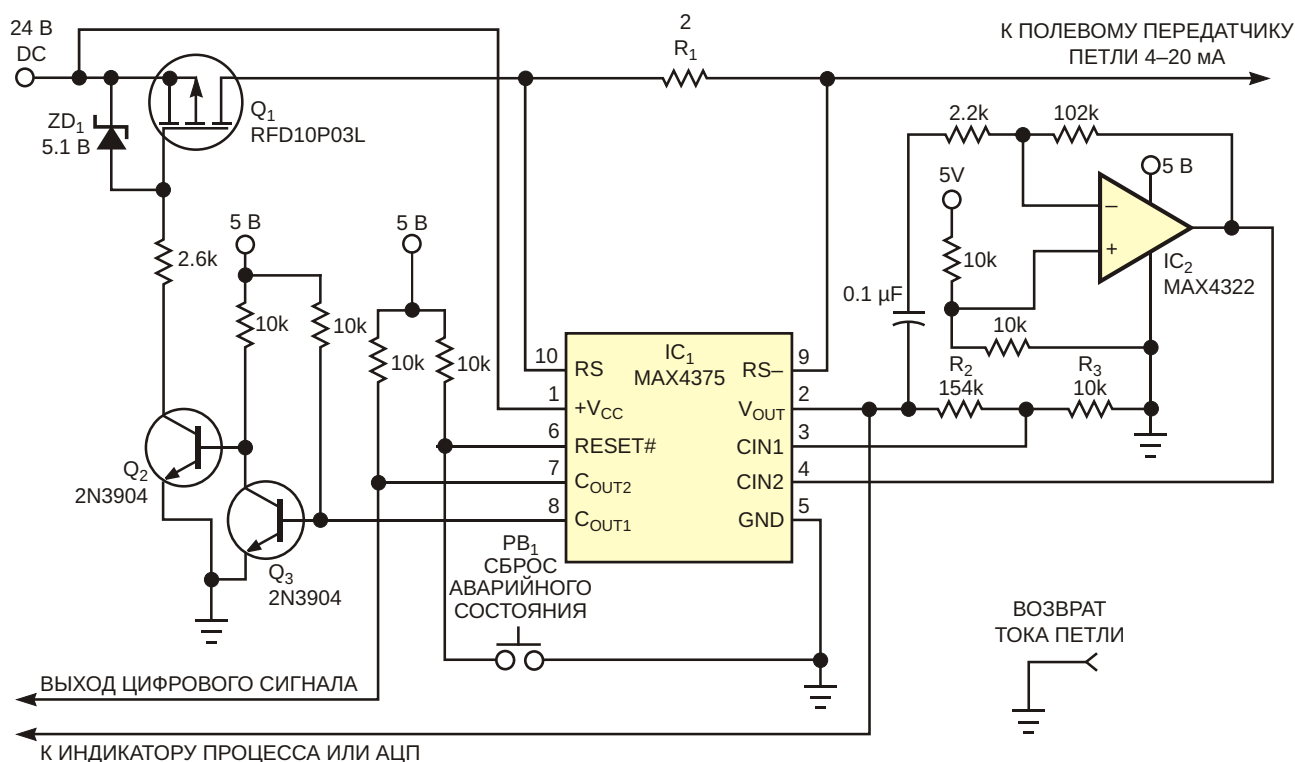 24 В
DC
2
R1
К ПОЛЕВОМУ ПЕРЕДАТЧИКУ
ПЕТЛИ 4–20 мА
ZD1
5.1 В
Q1
RFD10P03L
2.2k
102k
5V
5 В
–
+
IC2
MAX4322
10k
10k
0.1 µF
2.6k
5 В
5 В
10k
10k
10k
10k
IC1
MAX4375
10
RS
RS–
9
1
+VCC
VOUT
2
6
RESET#
CIN1
3
7
COUT2
CIN2
4
8
COUT1
GND
5
R2
154k
R3
10k
Q2
2N3904
Q3
2N3904
PB1
СБРОС
АВАРИЙНОГО
СОСТОЯНИЯ
ВОЗВРАТ
ТОКА ПЕТЛИ
ВЫХОД ЦИФРОВОГО СИГНАЛА
К ИНДИКАТОРУ ПРОЦЕССА ИЛИ АЦП